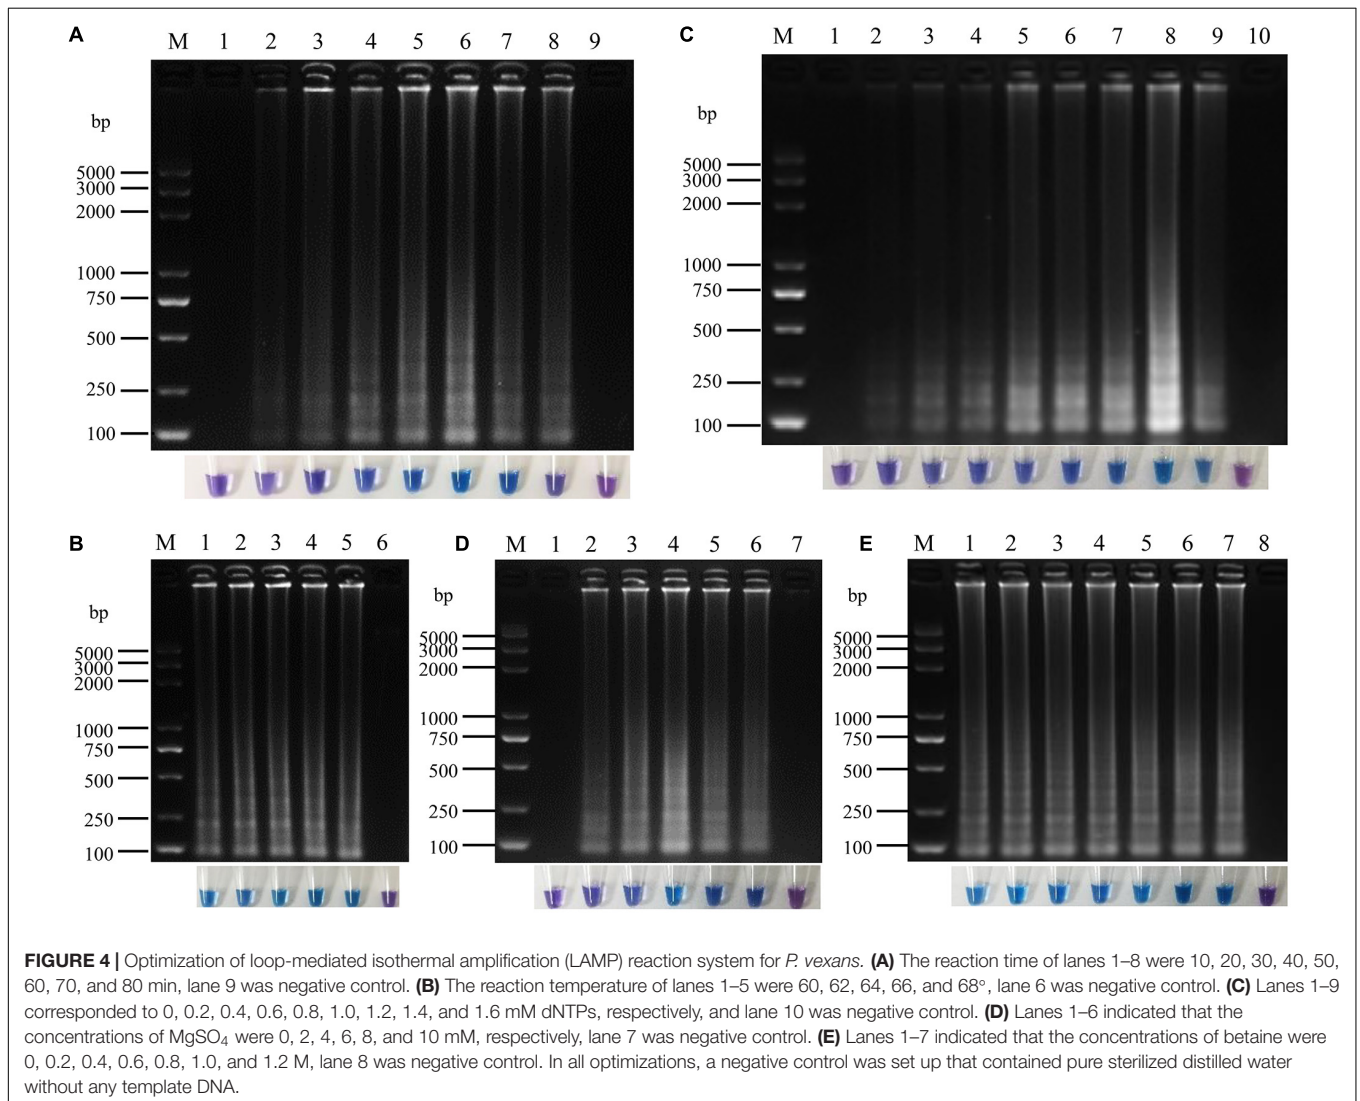 A
M 1 2 3 4 5 6 7 8 9
bp
5000
3000
2000
1000
750
500
250
100
C
M 1 2 3 4 5 6 7 8 9 10
bp
5000
3000
2000
1000
750
500
250
100
B
M 1 2 3 4 5 6
bp
5000
3000
2000
1000
750
500
250
100
D
M 1 2 3 4 5 6 7
bp
5000
3000
2000
1000
750
500
250
100
E
M 1 2 3 4 5 6 7 8
bp
5000
3000
2000
1000
750
500
250
100
FIGURE 4 | Optimization of loop-mediated isothermal amplification (LAMP) reaction system for P. vexans. (A) The reaction time of lanes 1–8 were 10, 20, 30, 40, 50,
60, 70, and 80 min, lane 9 was negative control. (B) The reaction temperature of lanes 1–5 were 60, 62, 64, 66, and 68°, lane 6 was negative control. (C) Lanes 1–9
corresponded to 0, 0.2, 0.4, 0.6, 0.8, 1.0, 1.2, 1.4, and 1.6 mM dNTPs, respectively, and lane 10 was negative control. (D) Lanes 1–6 indicated that the
concentrations of MgSO₄ were 0, 2, 4, 6, 8, and 10 mM, respectively, lane 7 was negative control. (E) Lanes 1–7 indicated that the concentrations of betaine were
0, 0.2, 0.4, 0.6, 0.8, 1.0, and 1.2 M, lane 8 was negative control. In all optimizations, a negative control was set up that contained pure sterilized distilled water
without any template DNA.